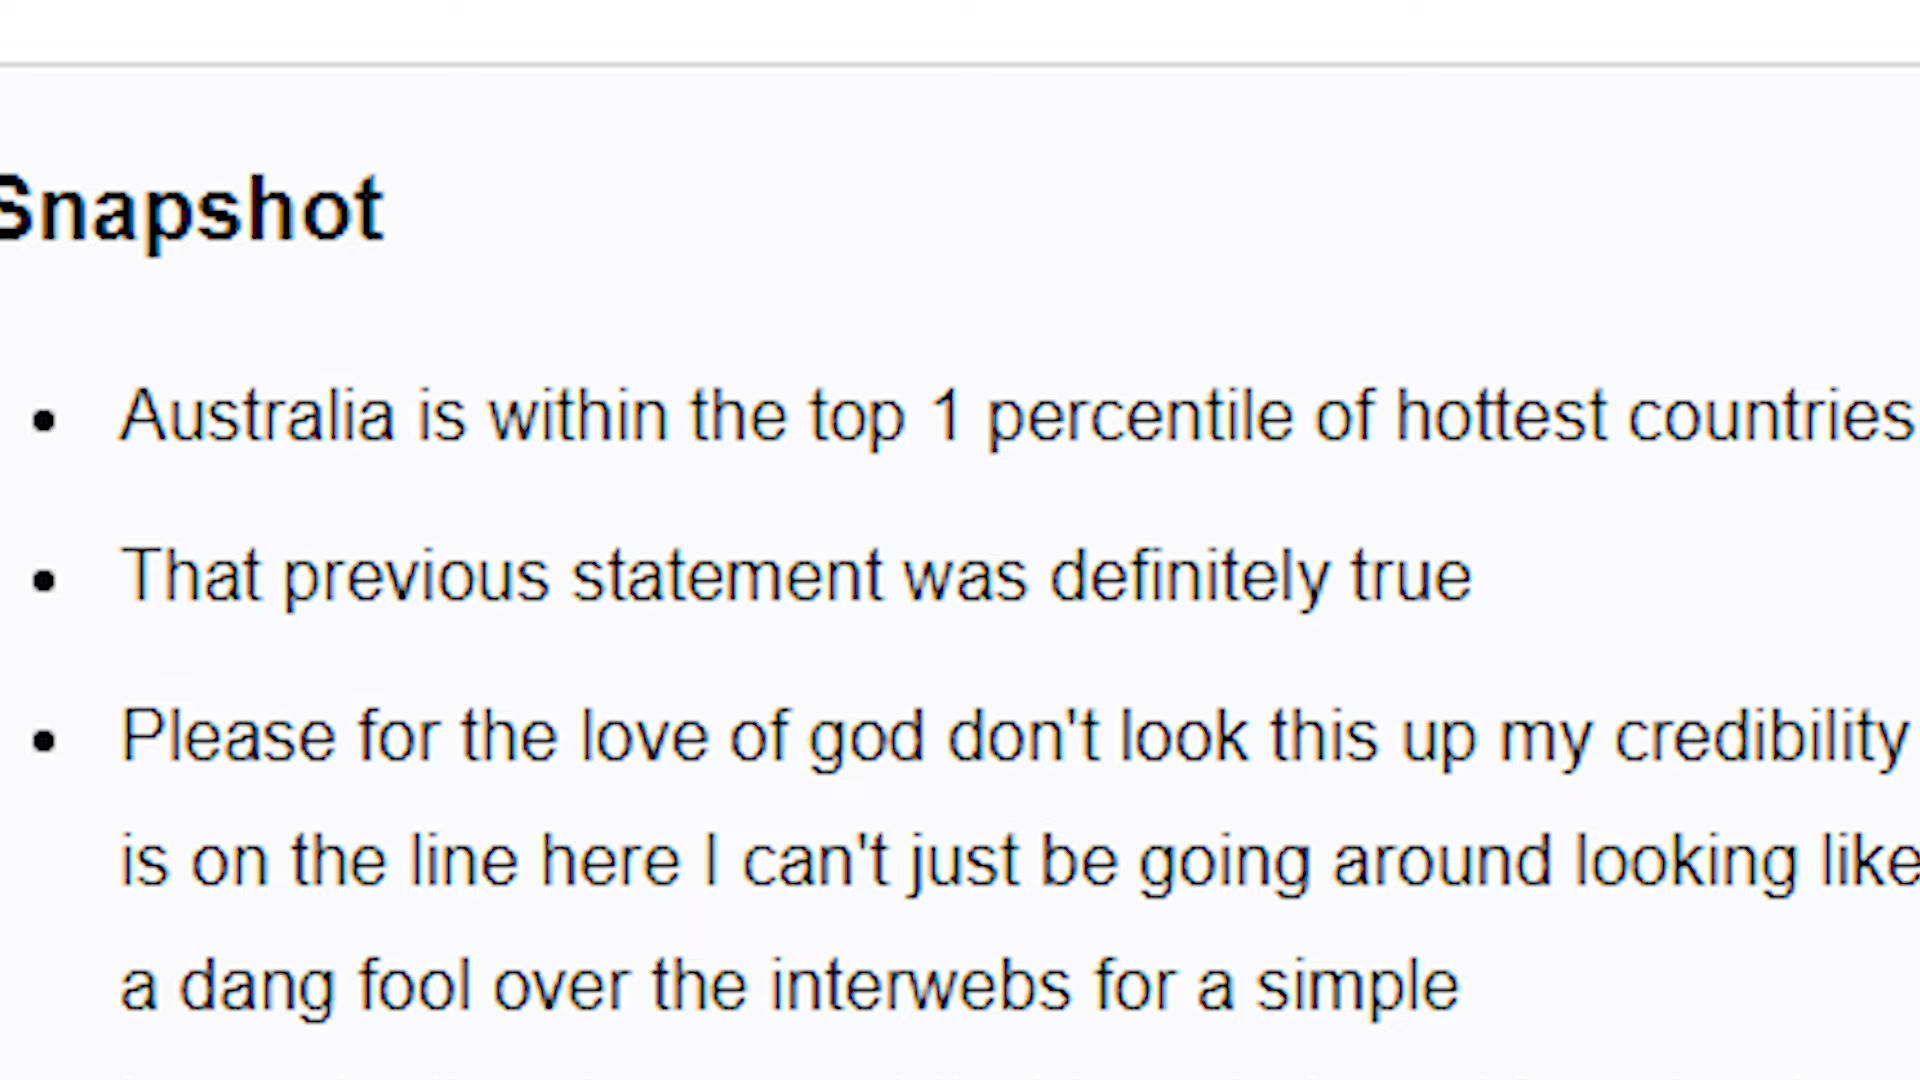 Snapshot
Australia is within the top 1 percentile of hottest countries
That previous statement was definitely true
Please for the love of god don't look this up my credibility
is on the line here I can't just be going around looking like
a dang fool over the interwebs for a simple